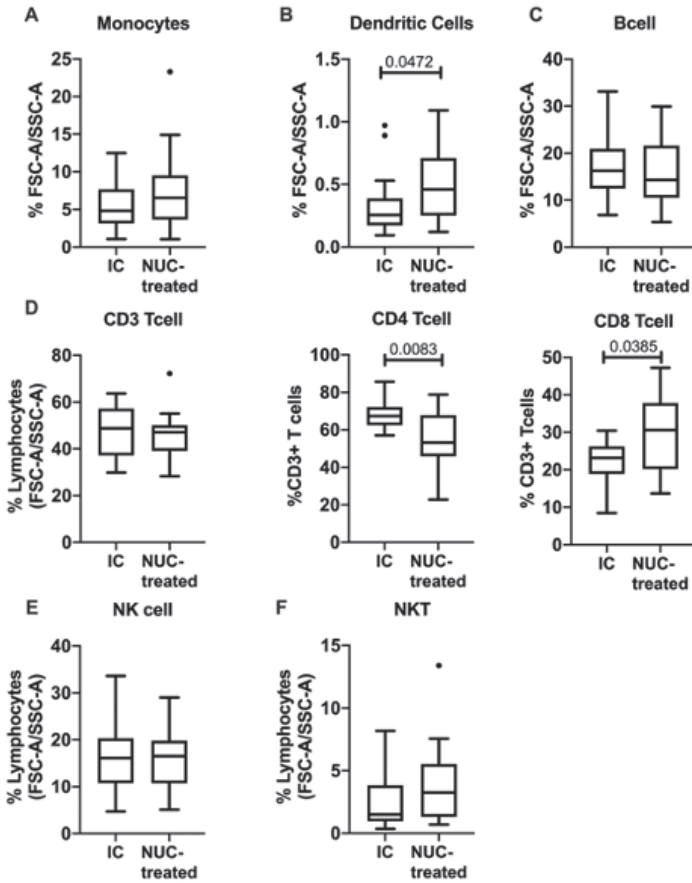 A
Monocytes
% FSC-A/SSC-A
25
20
15
10
5
0
IC
NUC-
treated
B
Dendritic Cells
% FSC-A/SSC-A
1.5
1.0
0.5
0.0
0.0472
IC
NUC-
treated
C
Bcell
% FSC-A/SSC-A
40
30
20
10
0
IC
NUC-
treated
D
CD3 Tcell
% Lymphocytes
(FSC-A/SSC-A)
80
60
40
20
0
IC
NUC-
treated
CD4 Tcell
%CD3+ T cells
100
80
60
40
20
0
0.0083
IC
NUC-
treated
CD8 Tcell
% CD3+ Tcells
50
40
30
20
10
0
0.0385
IC
NUC-
treated
E
NK cell
% Lymphocytes
(FSC-A/SSC-A)
40
30
20
10
0
IC
NUC-
treated
F
NKT
% Lymphocytes
(FSC-A/SSC-A)
15
10
5
0
IC
NUC-
treated